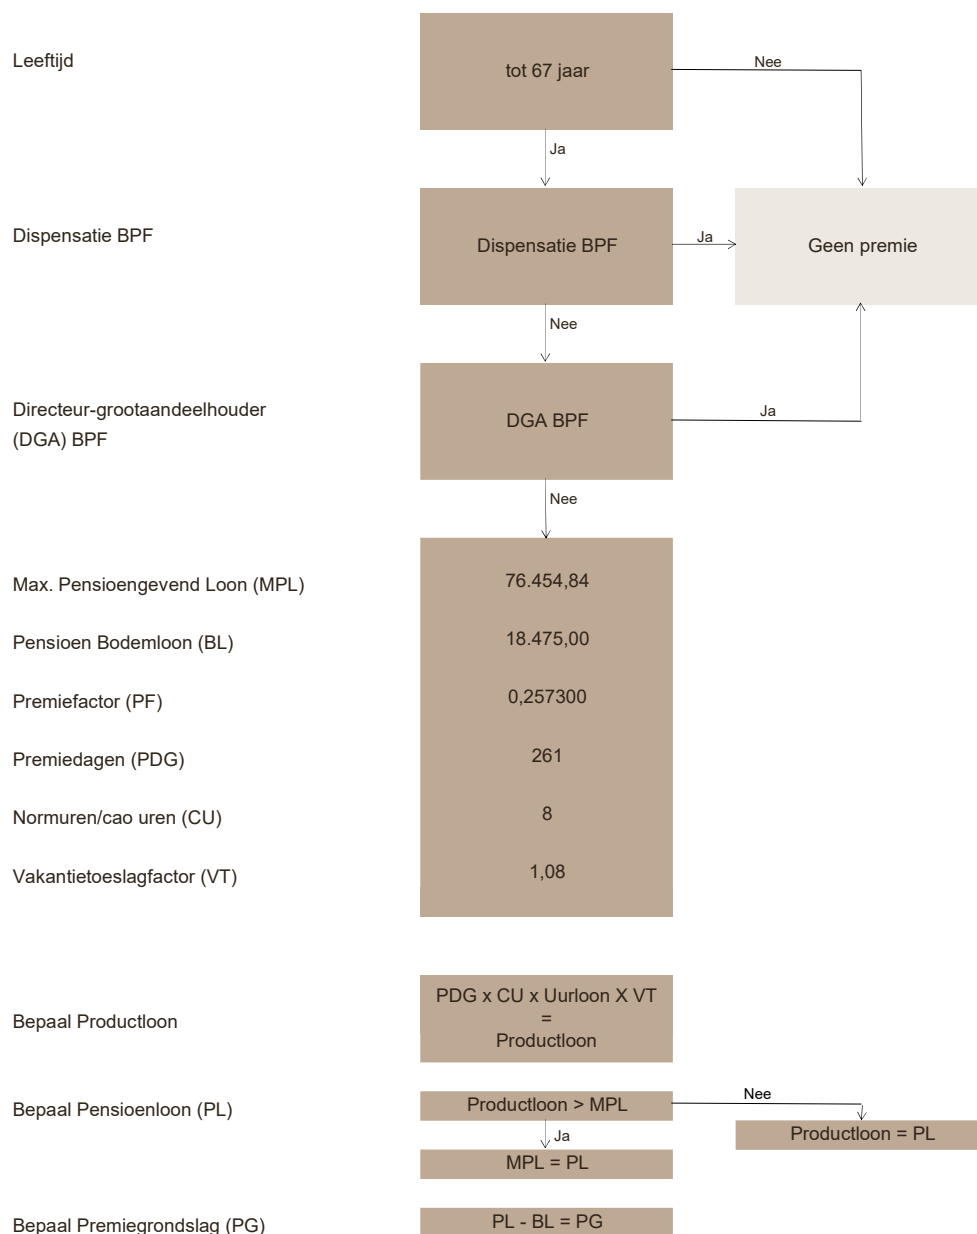 Leeftijd
tot 67 jaar
Nee
Ja
Dispensatie BPF
Dispensatie BPF
Ja
Geen premie
Nee
Directeur-grootaandeelhouder
(DGA) BPF
DGA BPF
Ja
Nee
Max. Pensioengevend Loon (MPL)
76.454,84
Pensioen Bodemloon (BL)
18.475,00
Premiefactor (PF)
0,257300
Premiedagen (PDG)
261
Normuren/cao uren (CU)
8
Vakantietoeslagfactor (VT)
1,08
Bepaal Productloon
PDG x CU x Uurloon X VT
=
Productloon
Bepaal Pensioenloon (PL)
Productloon > MPL
Nee
Productloon = PL
Ja
MPL = PL
Bepaal Premiegrondslag (PG)
PL - BL = PG